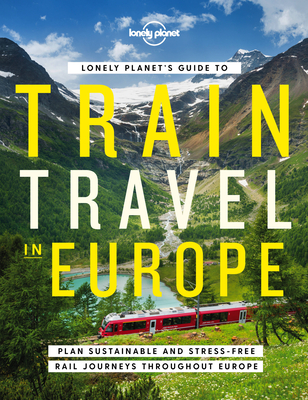 lonely planet
LONELY PLANET'S GUIDE TO
TRAIN
TRAVEL
IN EUROPE
PLAN SUSTAINABLE AND STRESS-FREE
RAIL JOURNEYS THROUGHOUT EUROPE